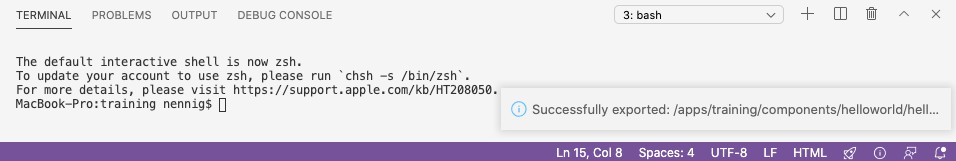 TERMINAL PROBLEMS OUTPUT DEBUG CONSOLE 3: bash
The default interactive shell is now zsh.
To update your account to use zsh, please run `chsh -s /bin/zsh`.
For more details, please visit https://support.apple.com/kb/HT208050.
MacBook-Pro:training nennig$
Successfully exported: /apps/training/components/helloworld/hell...
Ln 15, Col 8 Spaces: 4 UTF-8 LF HTML